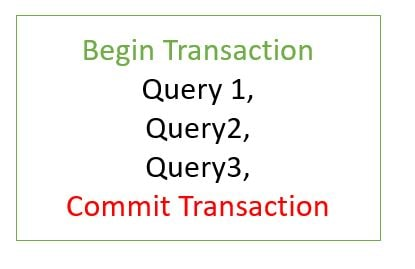 Begin Transaction
Query 1,
Query2,
Query3,
Commit Transaction